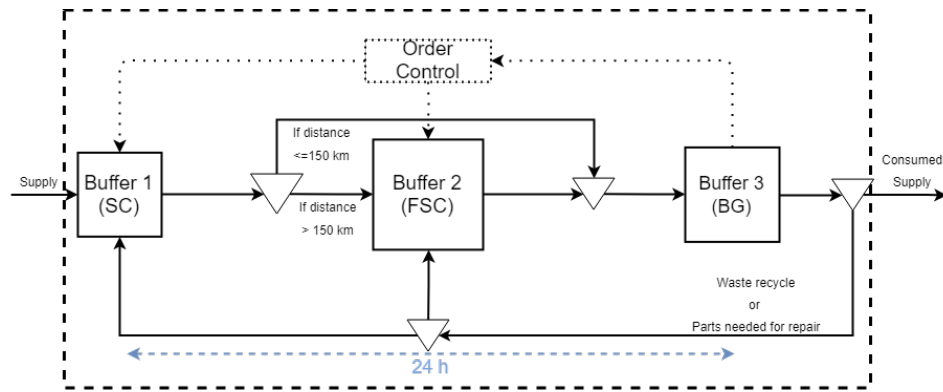 Order
Control
If distance
<=150 km
Consumed
Supply
Supply
Buffer 1
(SC)
Buffer 2
(FSC)
Buffer 3
(BG)
If distance
> 150 km
Waste recycle
or
Parts needed for repair
24 h